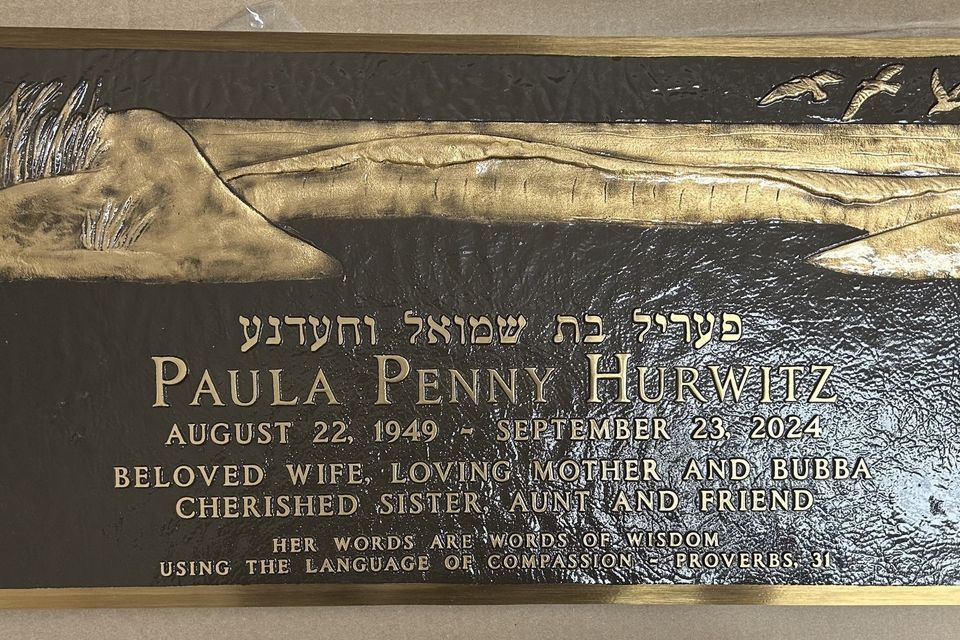 פעריל בת שמואל וחעדנע
PAULA PENNY HURWITZ
AUGUST 22, 1949 - SEPTEMBER 23, 2024
BELOVED WIFE, LOVING MOTHER AND BUBBA
CHERISHED SISTER, AUNT AND FRIEND
HER WORDS ARE WORDS OF WISDOM
USING THE LANGUAGE OF COMPASSION - PROVERBS, 31